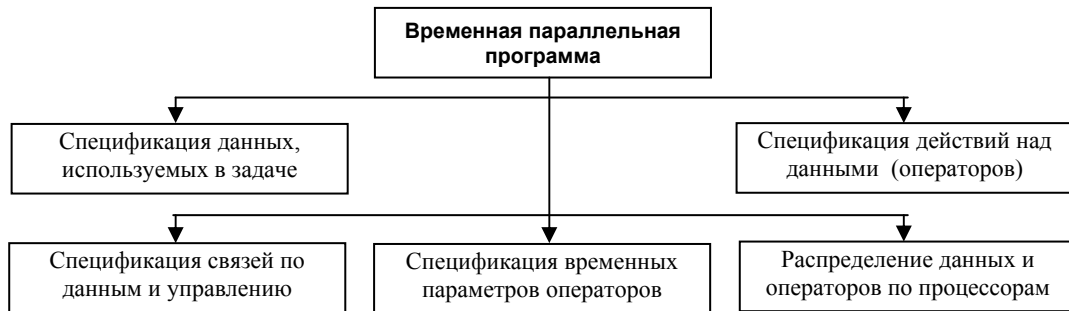 Временная параллельная
программа
Спецификация данных,
используемых в задаче
Спецификация действий над
данными (операторов)
Спецификация связей по
данным и управлению
Спецификация временных
параметров операторов
Распределение данных и
операторов по процессорам